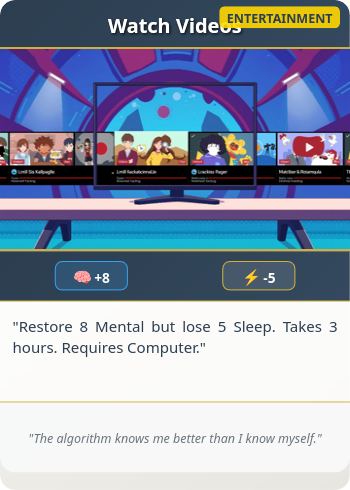 Watch Videos
ENTERTAINMENT
🧠 +8
⚡ -5
"Restore 8 Mental but lose 5 Sleep. Takes 3
hours. Requires Computer."
"The algorithm knows me better than I know myself."